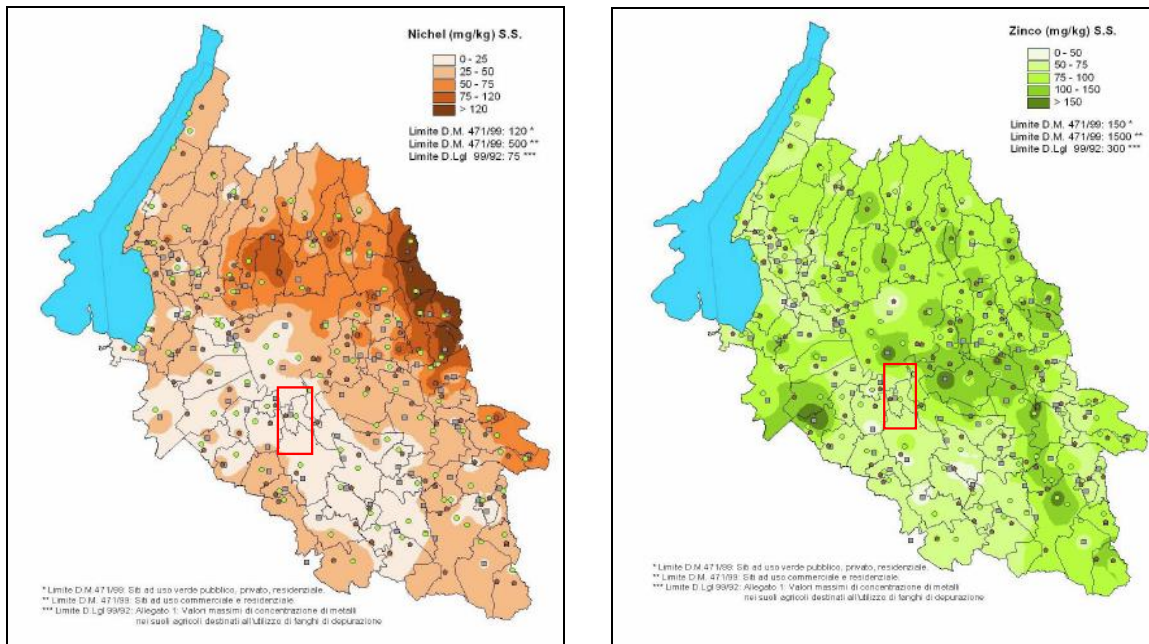 Nichel (mg/kg) S.S.
0 - 25
25 - 50
50 - 75
75 - 120
> 120
Limite D.M. 471/99: 120 *
Limite D.M. 471/99: 500 **
Limite D.Lgl 99/92: 75 ***
* Limite D.M. 471/99: Siti ad uso verde pubblico, privato, residenziale.
** Limite D.M. 471/99: Siti ad uso commerciale e residenziale.
*** Limite D.Lgl 99/92: Allegato 1: Valori massimi di concentrazione di metalli
nei suoli agricoli destinati all'utilizzo di fanghi di depurazione
Zinco (mg/kg) S.S.
0 - 50
50 - 75
75 - 100
100 - 150
> 150
Limite D.M. 471/99: 150 *
Limite D.M. 471/99: 1500 **
Limite D.Lgl 99/92: 300 ***
* Limite D.M. 471/99: Siti ad uso verde pubblico, privato, residenziale.
** Limite D.M. 471/99: Siti ad uso commerciale e residenziale.
*** Limite D.Lgl 99/92: Allegato 1: Valori massimi di concentrazione di metalli
nei suoli agricoli destinati all'utilizzo di fanghi di depurazione